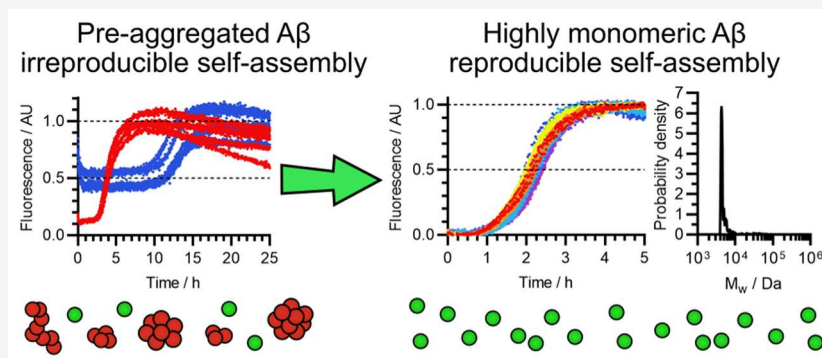 Pre-aggregated Aβ
irreproducible self-assembly
Fluorescence / AU
1.0
0.5
0.0
0 5 10 15 20 25
Time / h
Highly monomeric Aβ
reproducible self-assembly
Fluorescence / AU
1.0
0.5
0.0
0 1 2 3 4 5
Time / h
Probability density
7
6
5
4
3
2
1
0
10³ 10⁴ 10⁵ 10⁶
M_w / Da